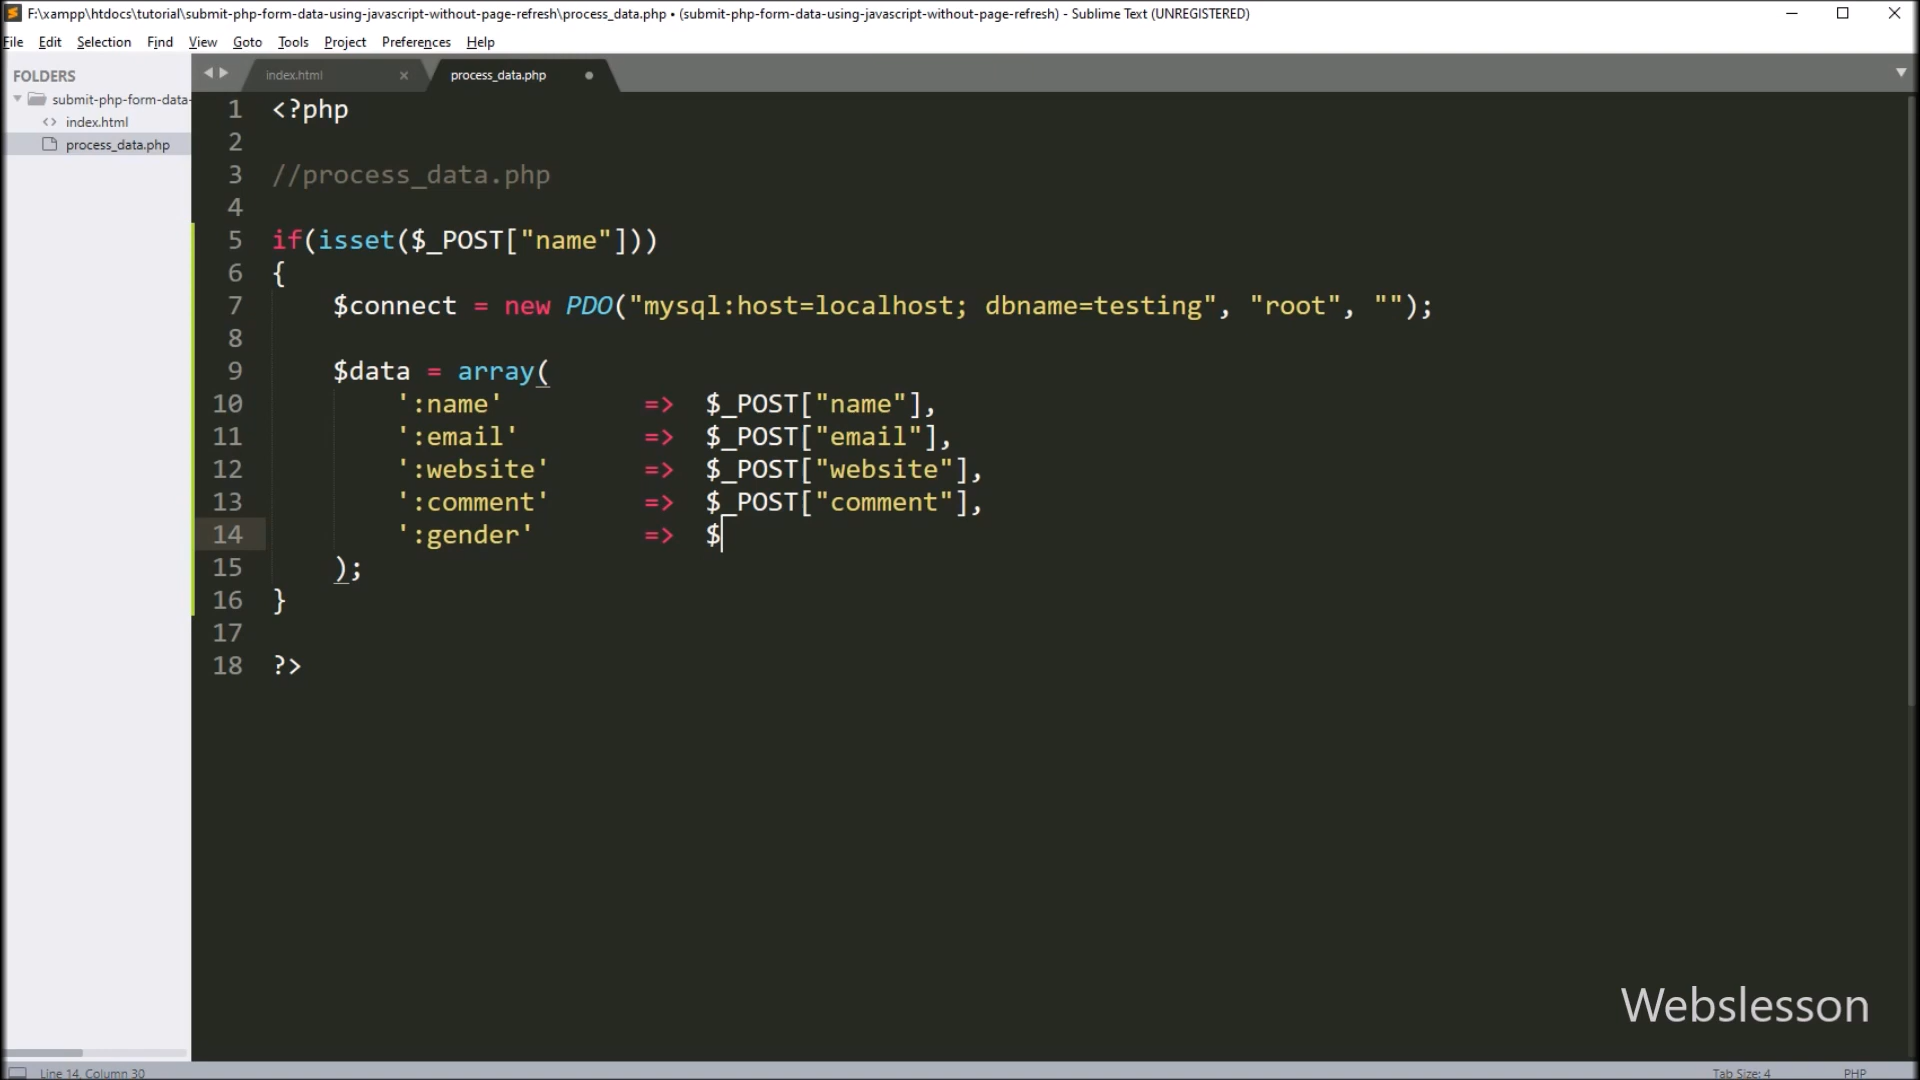 F:\xampp\htdocs\tutorial\submit-php-form-data-using-javascript-without-page-refresh\process_data.php • (submit-php-form-data-using-javascript-without-page-refresh) - Sublime Text (UNREGISTERED)
File Edit Selection Find View Goto Tools Project Preferences Help
FOLDERS
submit-php-form-data-
index.html
process_data.php
index.html × process_data.php
1 <?php
2
3 //process_data.php
4
5 if(isset($_POST["name"]))
6 {
7 $connect = new PDO("mysql:host=localhost; dbname=testing", "root", "");
8
9 $data = array(
10 ':name' => $_POST["name"],
11 ':email' => $_POST["email"],
12 ':website' => $_POST["website"],
13 ':comment' => $_POST["comment"],
14 ':gender' => $
15 );
16 }
17
18 ?>
Webslesson
Line 14, Column 30 Tab Size: 4 PHP